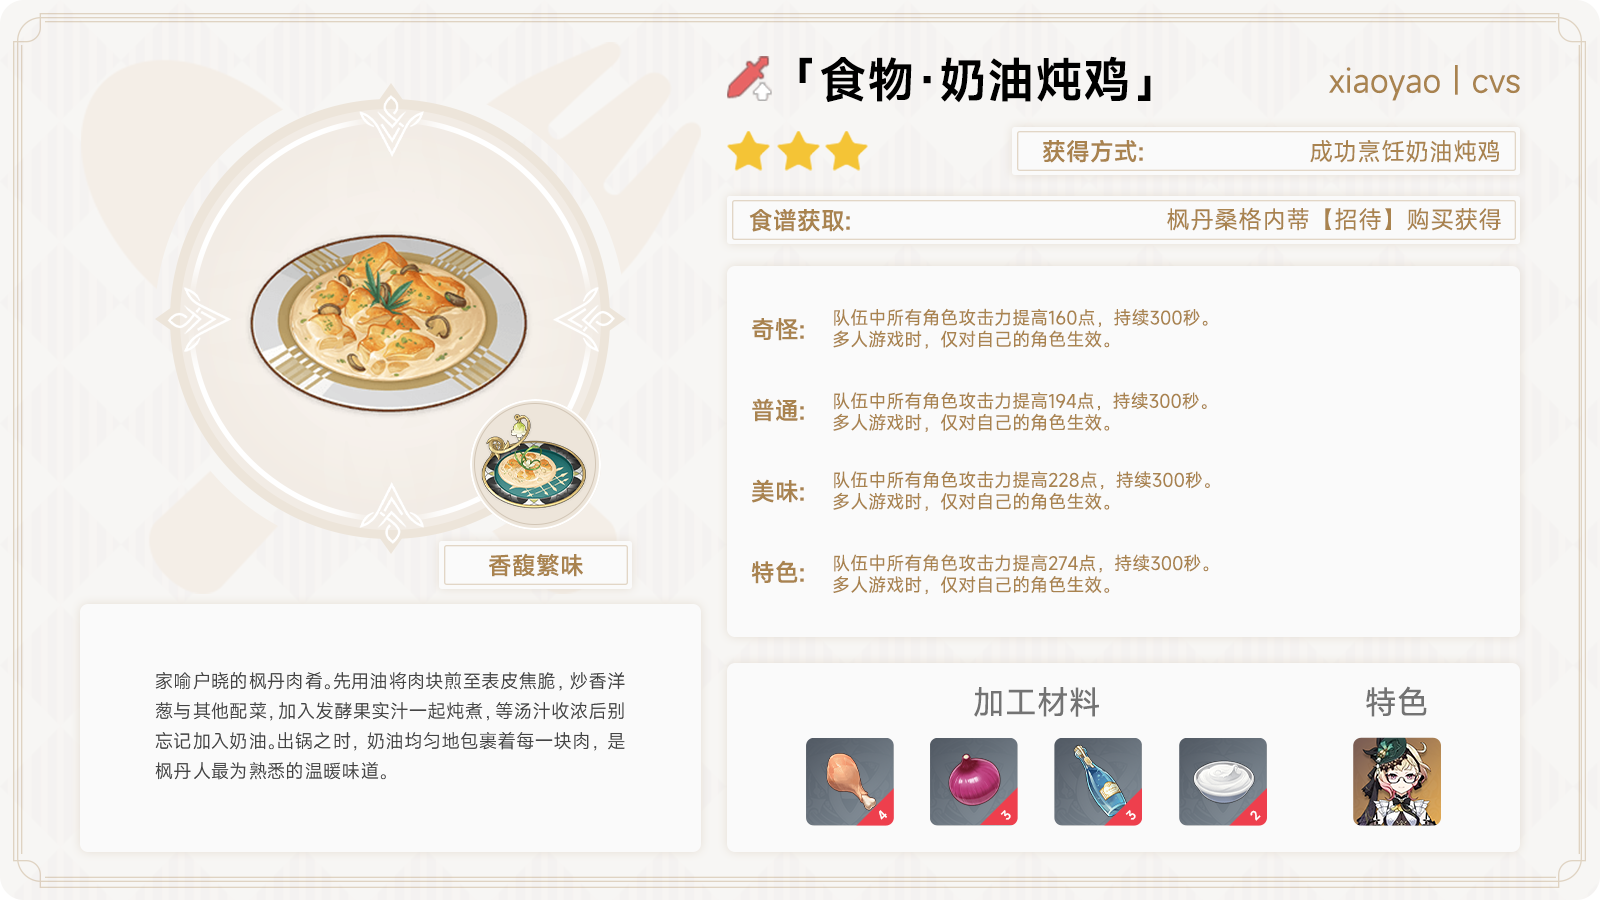 「食物·奶油炖鸡」
xiaoyao | cvs
获得方式: 成功烹饪奶油炖鸡
食谱获取: 枫丹桑格内蒂【招待】购买获得
奇怪: 队伍中所有角色攻击力提高160点，持续300秒。
多人游戏时，仅对自己的角色生效。
普通: 队伍中所有角色攻击力提高194点，持续300秒。
多人游戏时，仅对自己的角色生效。
美味: 队伍中所有角色攻击力提高228点，持续300秒。
多人游戏时，仅对自己的角色生效。
特色: 队伍中所有角色攻击力提高274点，持续300秒。
多人游戏时，仅对自己的角色生效。
香馥繁味
家喻户晓的枫丹肉肴。先用油将肉块煎至表皮焦脆，炒香洋
葱与其他配菜，加入发酵果实汁一起炖煮，等汤汁收浓后别
忘记加入奶油。出锅之时，奶油均匀地包裹着每一块肉，是
枫丹人最为熟悉的温暖味道。
加工材料
特色
4
3
3
2